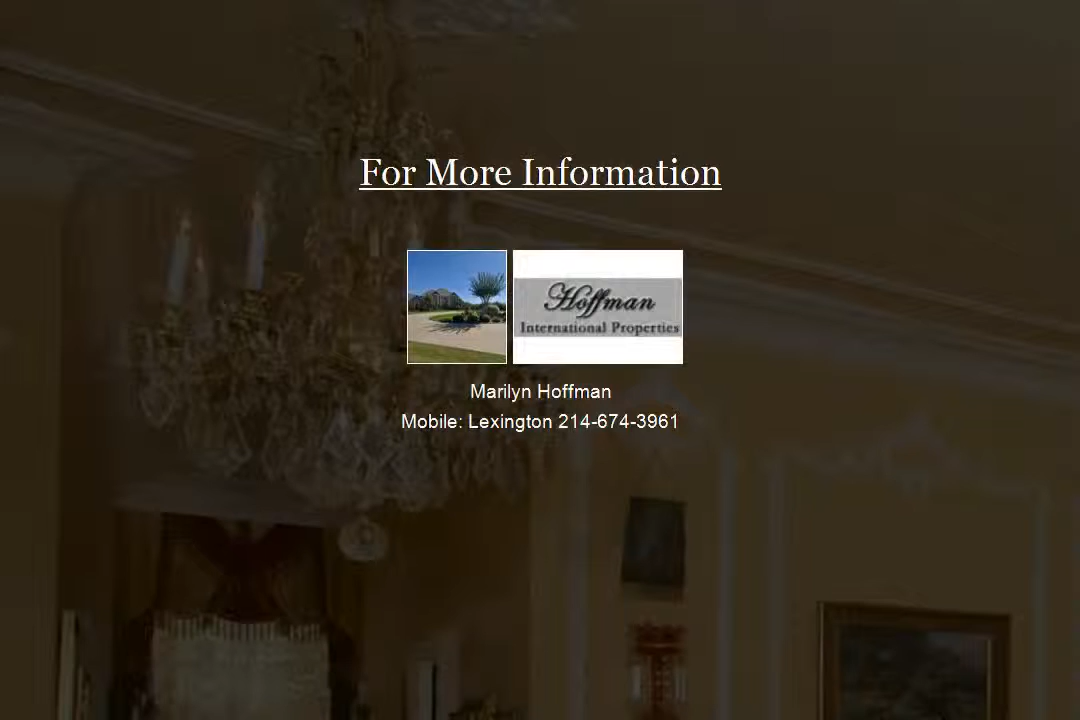 For More Information
Hoffman
International Properties
Marilyn Hoffman
Mobile: Lexington 214-674-3961